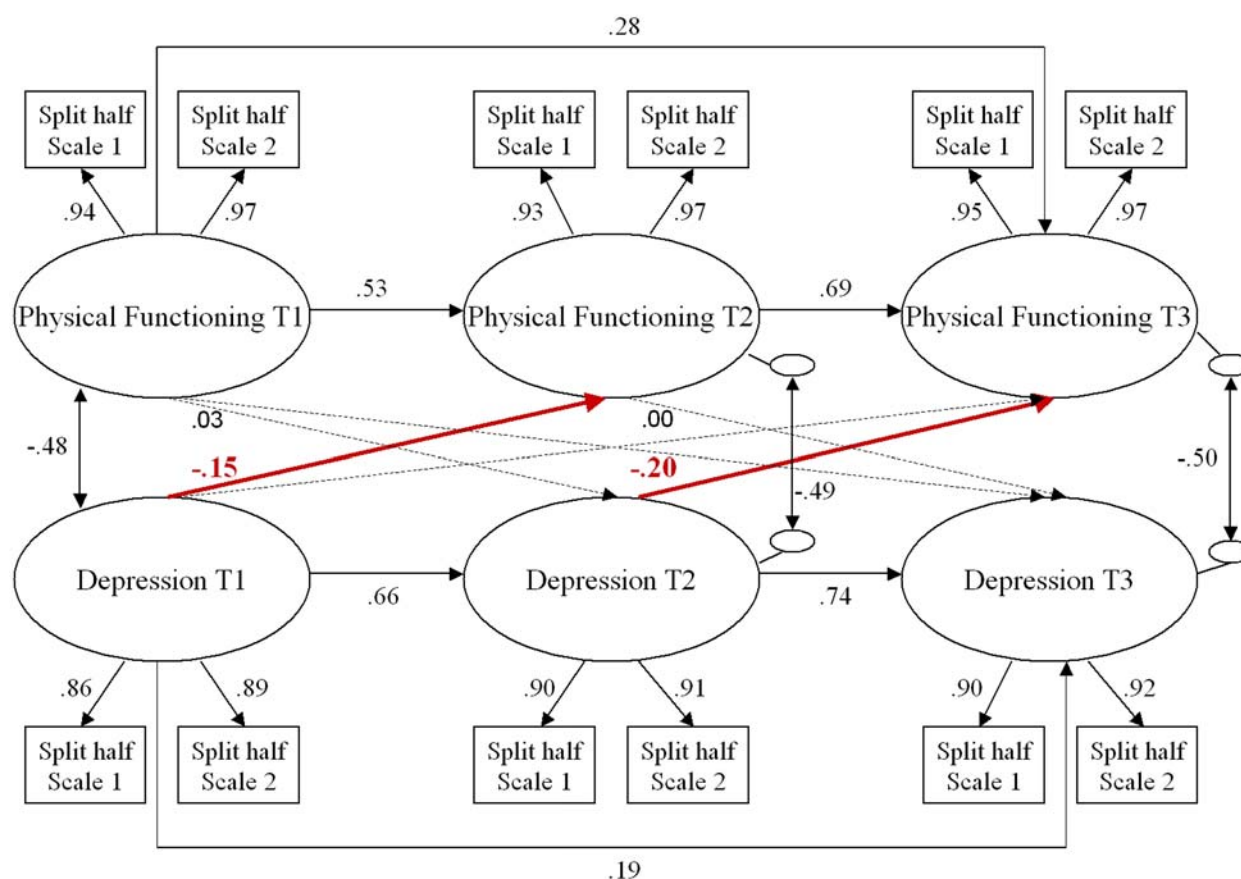 .28
Split half
Scale 1
Split half
Scale 2
Split half
Scale 1
Split half
Scale 2
Split half
Scale 1
Split half
Scale 2
.94
.97
.93
.97
.95
.97
Physical Functioning T1
.53
Physical Functioning T2
.69
Physical Functioning T3
-.48
.03
-.15
.00
-.20
-.49
-.50
Depression T1
.66
Depression T2
.74
Depression T3
.86
.89
.90
.91
.90
.92
Split half
Scale 1
Split half
Scale 2
Split half
Scale 1
Split half
Scale 2
Split half
Scale 1
Split half
Scale 2
.19